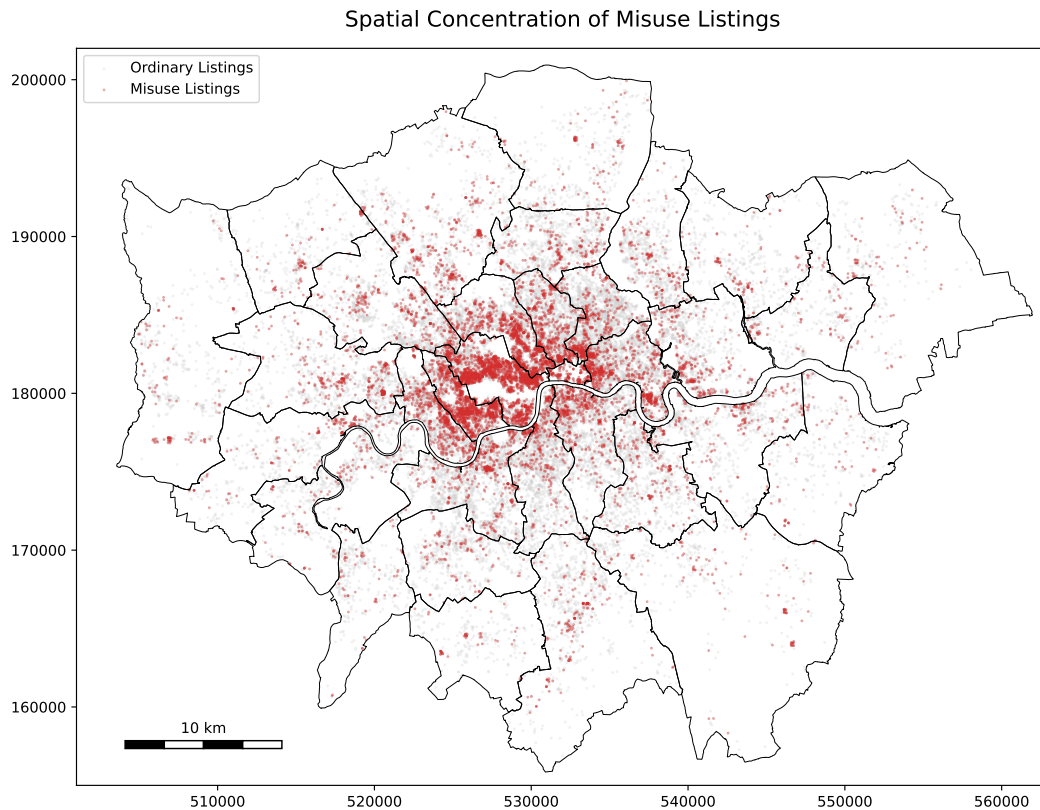 Spatial Concentration of Misuse Listings
Ordinary Listings
Misuse Listings
200000
190000
180000
170000
160000
10 km
510000
520000
530000
540000
550000
560000